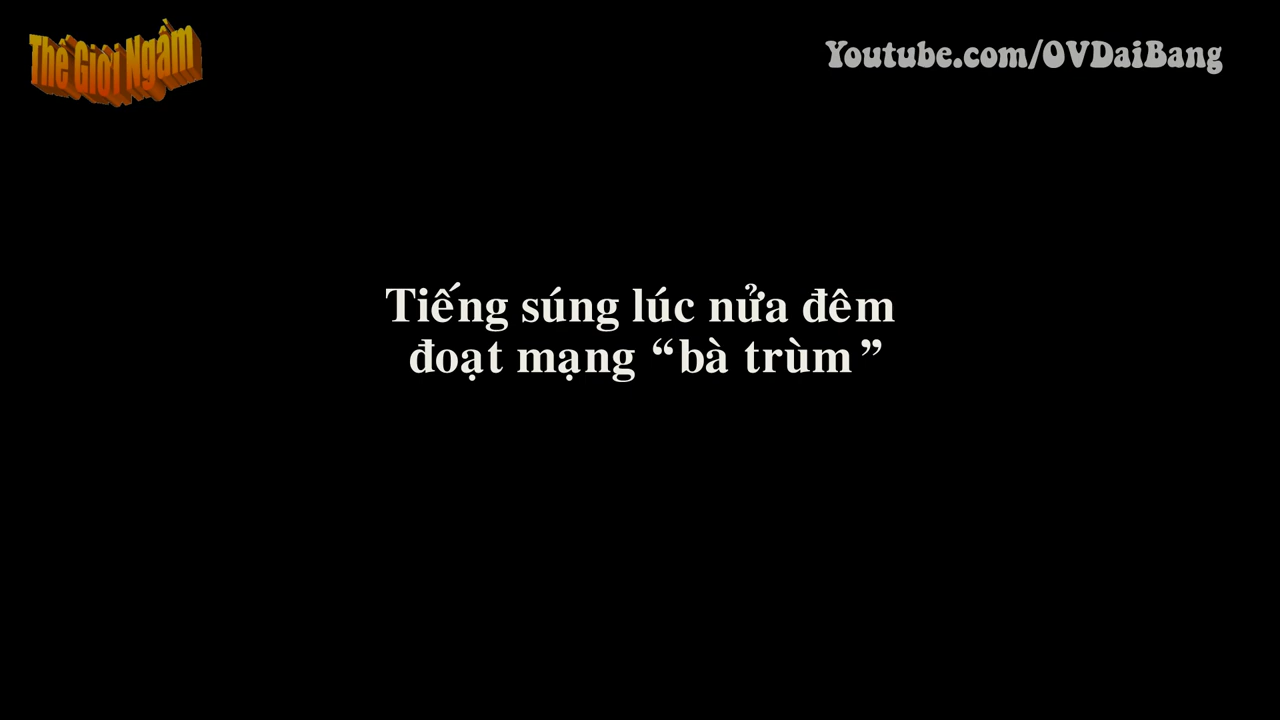 Thế Giới Ngầm
Youtube.com/OVDaiBang
Tiếng súng lúc nửa đêm
đoạt mạng “bà trùm”